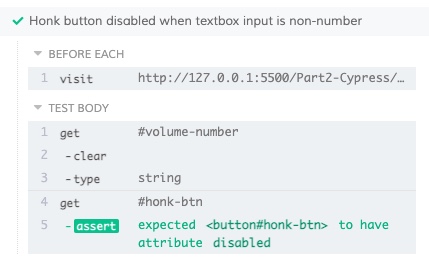 Honk button disabled when textbox input is non-number
BEFORE EACH
1 visit http://127.0.0.1:5500/Part2-Cypress/…
TEST BODY
1 get #volume-number
2 -clear
3 -type string
4 get #honk-btn
5 -assert expected <button#honk-btn> to have
attribute disabled